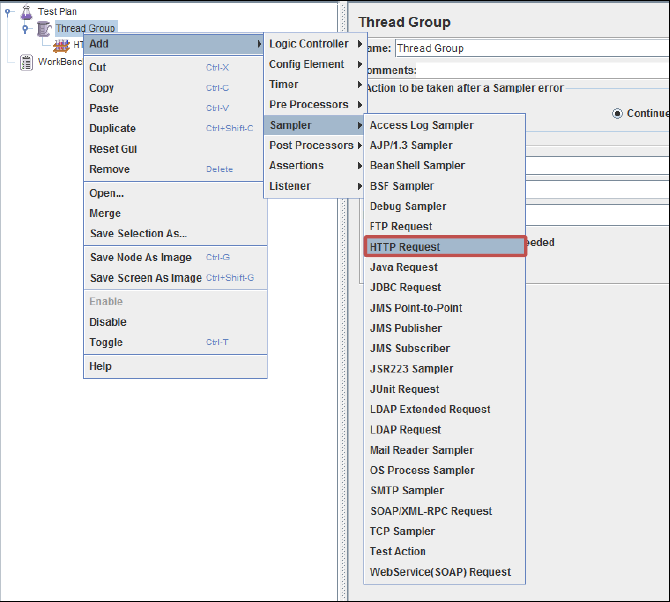 Test Plan
Thread Group
HT
WorkBench
Add
Cut Ctrl-X
Copy Ctrl-C
Paste Ctrl-V
Duplicate Ctrl+Shift-C
Reset Gui
Remove Delete
Open...
Merge
Save Selection As...
Save Node As Image Ctrl-G
Save Screen As Image Ctrl+Shift-G
Enable
Disable
Toggle Ctrl-T
Help
Logic Controller
Config Element
Timer
Pre Processors
Sampler
Post Processors
Assertions
Listener
Access Log Sampler
AJP/1.3 Sampler
BeanShell Sampler
BSF Sampler
Debug Sampler
FTP Request
HTTP Request
Java Request
JDBC Request
JMS Point-to-Point
JMS Publisher
JMS Subscriber
JSR223 Sampler
JUnit Request
LDAP Extended Request
LDAP Request
Mail Reader Sampler
OS Process Sampler
SMTP Sampler
SOAP/XML-RPC Request
TCP Sampler
Test Action
WebService(SOAP) Request
Thread Group
Name: Thread Group
Comments:
Action to be taken after a Sampler error
Continue
eeded